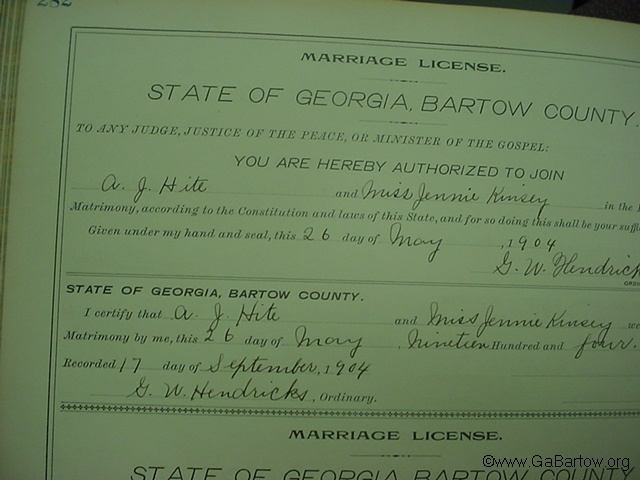 282
MARRIAGE LICENSE.
STATE OF GEORGIA, BARTOW COUNTY.
TO ANY JUDGE, JUSTICE OF THE PEACE, OR MINISTER OF THE GOSPEL:
YOU ARE HEREBY AUTHORIZED TO JOIN
A. J. Hite and Miss Jennie Kinsey in the
Matrimony, according to the Constitution and laws of this State, and for so doing this shall be your
Given under my hand and seal, this 26 day of May, 1904
G. W. Hendrick
STATE OF GEORGIA, BARTOW COUNTY.
I certify that A. J. Hite and Miss Jennie Kinsey we
Matrimony by me, this 26 day of May, Nineteen Hundred and four.
Recorded 17 day of September, 1904
G. W. Hendricks, Ordinary.
MARRIAGE LICENSE.
STATE OF GEORGIA, BARTOW COUNTY
©www.GaBartow.org